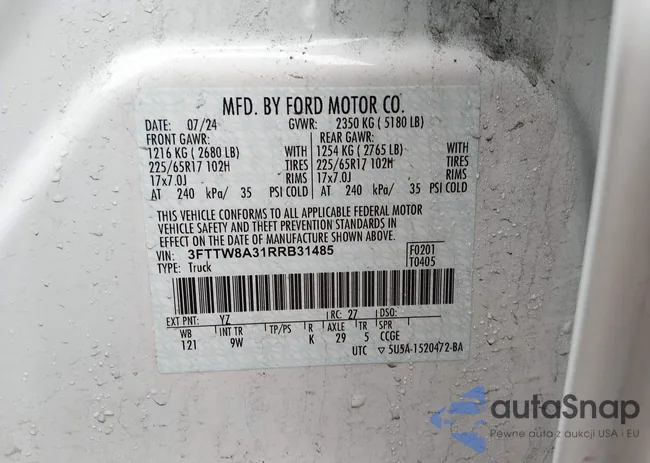 MFD. BY FORD MOTOR CO.
DATE: 07/24 GVWR: 2350 KG ( 5180 LB)
FRONT GAWR: REAR GAWR:
1216 KG ( 2680 LB) WITH 1254 KG ( 2765 LB) WITH
225/65R17 102H TIRES 225/65R17 102H TIRES
17x7.0J RIMS 17x7.0J RIMS
AT 240 kPa/ 35 PSI COLD AT 240 kPa/ 35 PSI COLD
THIS VEHICLE CONFORMS TO ALL APPLICABLE FEDERAL MOTOR
VEHICLE SAFETY AND THEFT PREVENTION STANDARDS IN
EFFECT ON THE DATE OF MANUFACTURE SHOWN ABOVE.
VIN: 3FTTW8A31RRB31485 F0201
TYPE: Truck T0405
EXT PNT: YZ RC: 27 DSO:
WB INT TR TP/PS R AXLE TR SPR
121 9W K 29 5 CCGE
UTC ▽ 5U5A-1520472-BA
autaSnap
Pewne auta z aukcji USA i EU